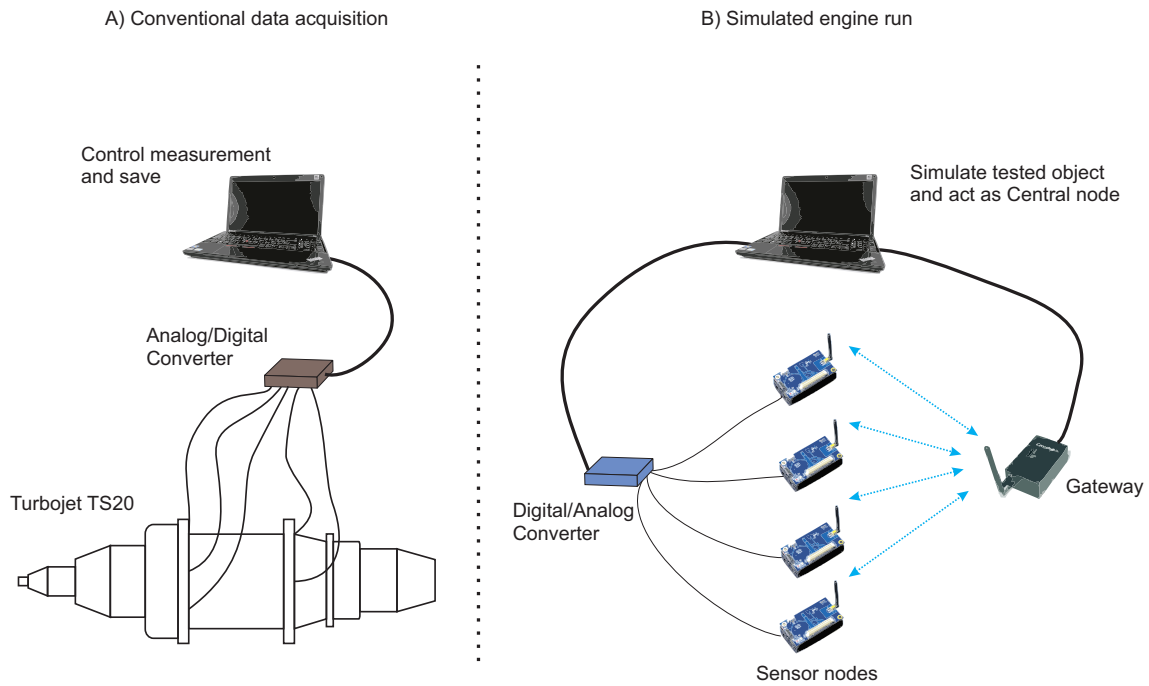 A) Conventional data acquisition
B) Simulated engine run
Control measurement
and save
Simulate tested object
and act as Central node
Analog/Digital
Converter
Turbojet TS20
Digital/Analog
Converter
Gateway
Sensor nodes